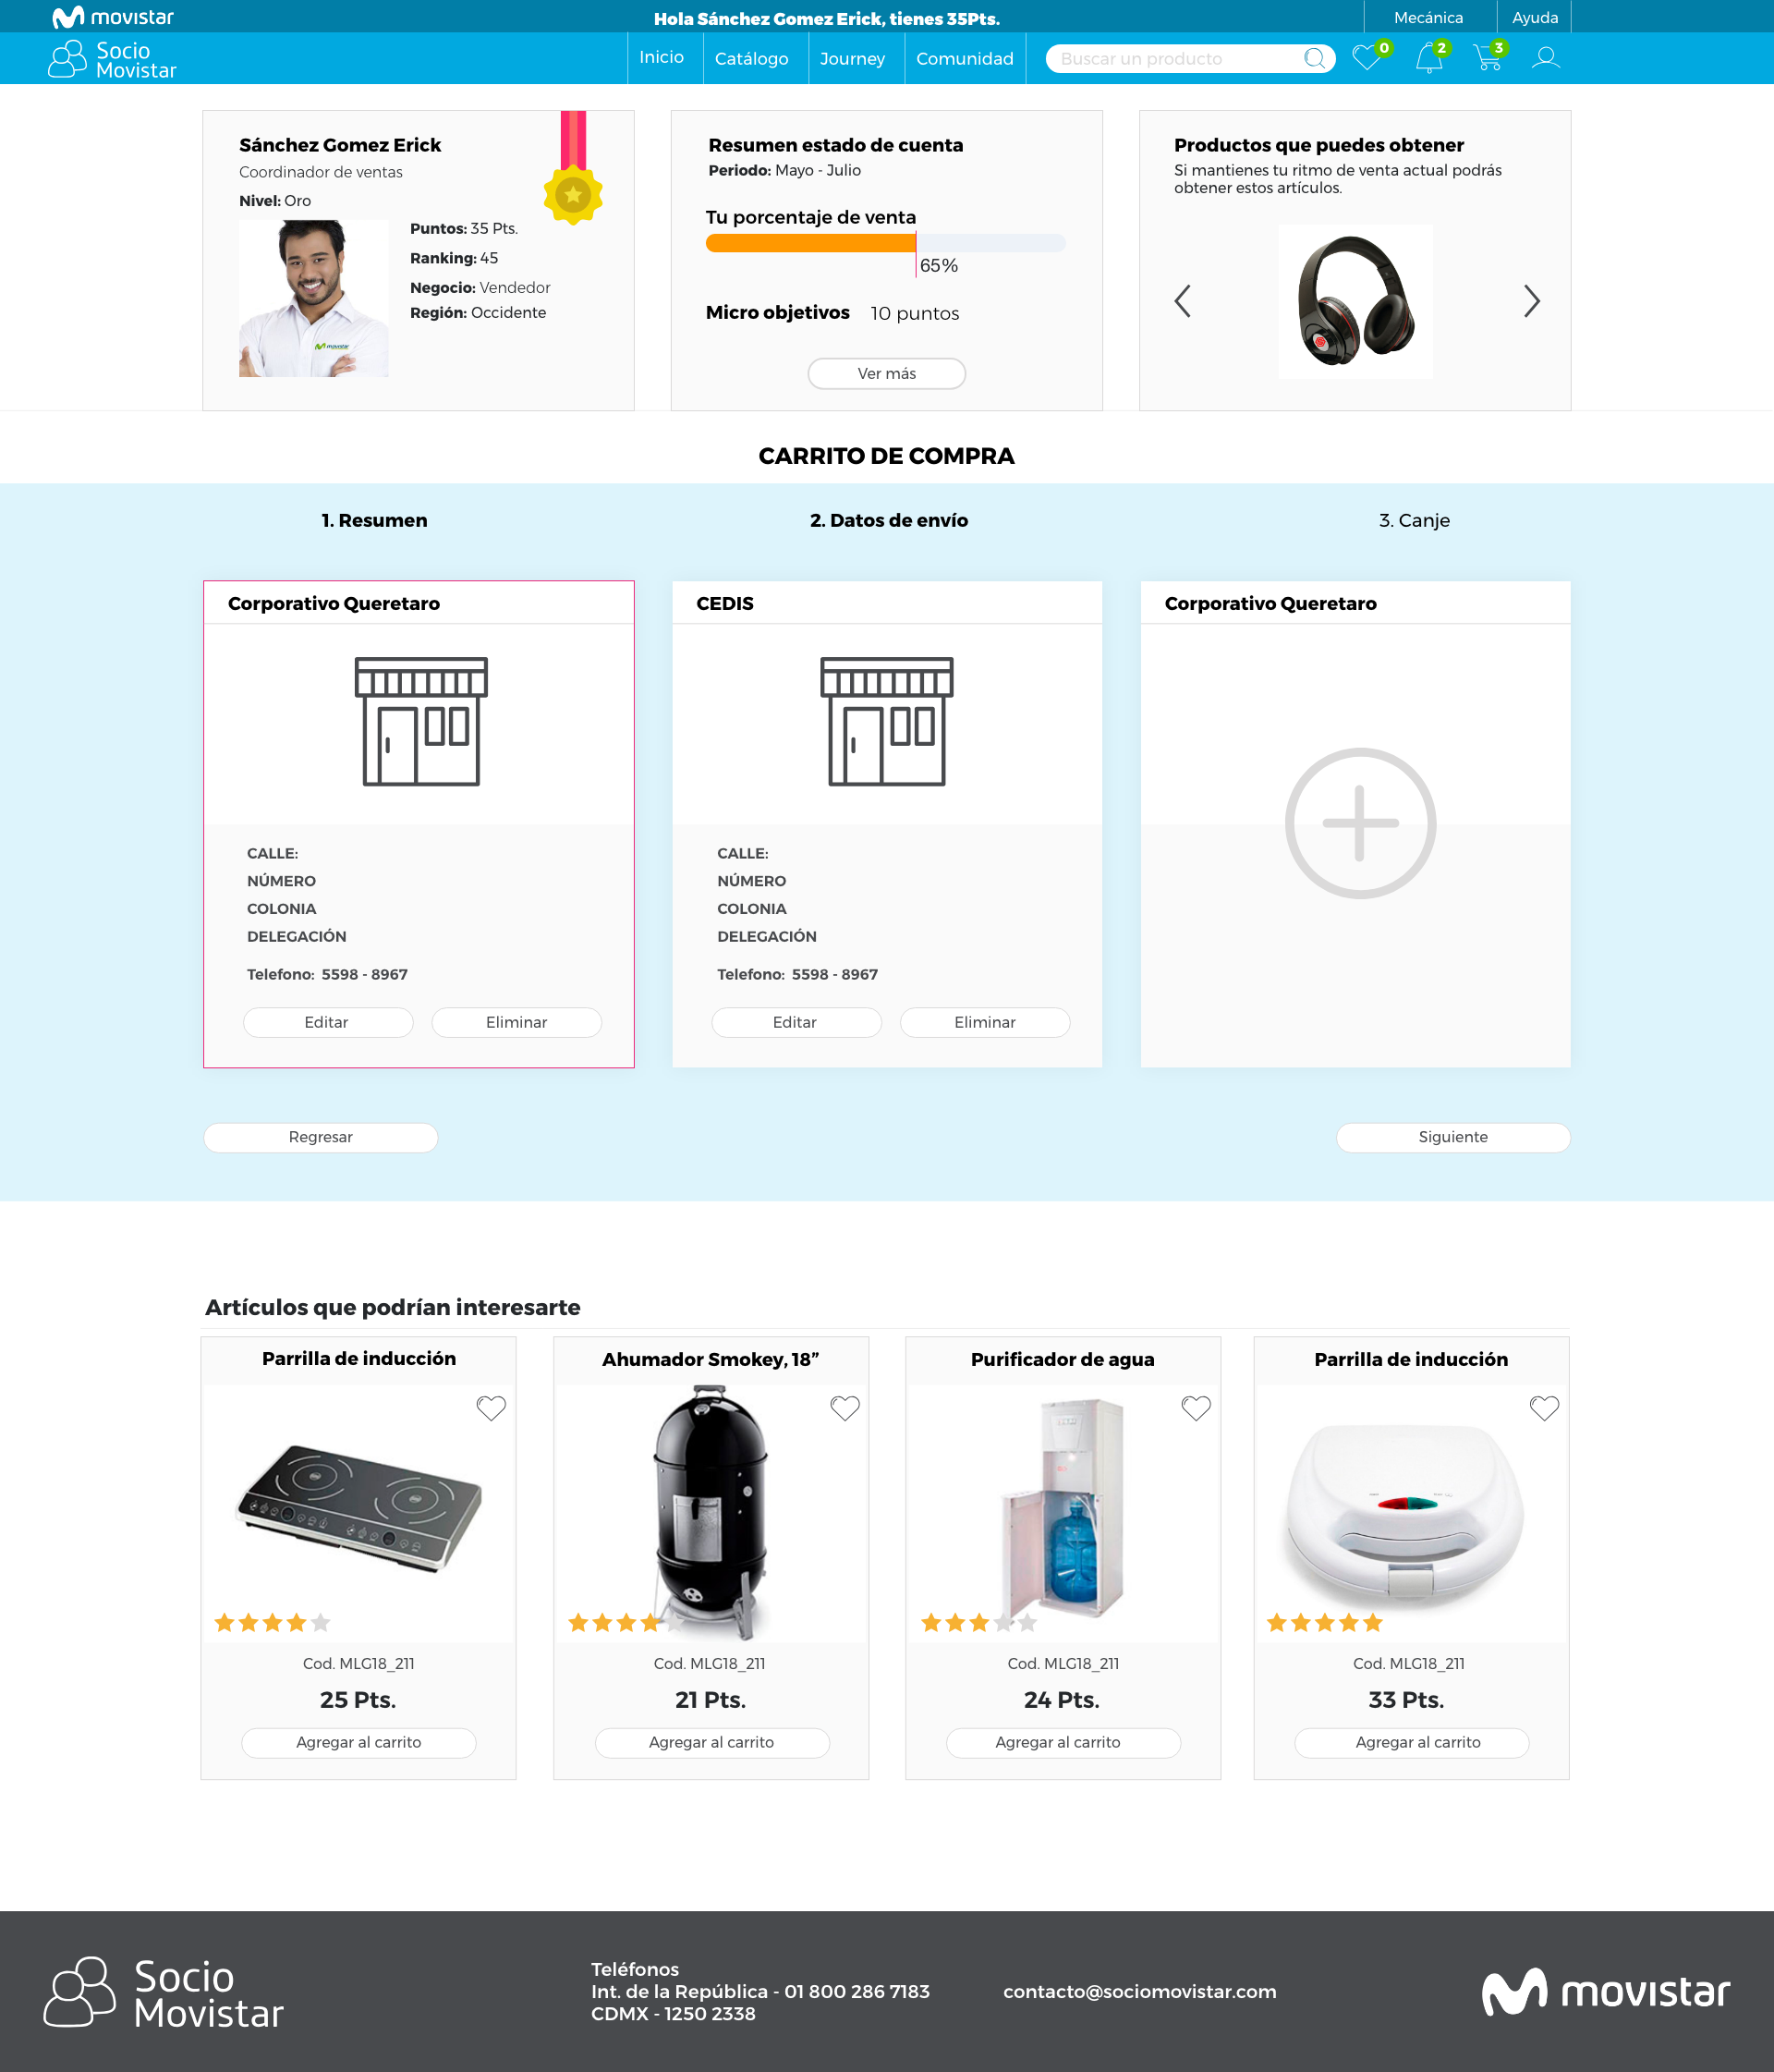 movistar
Hola Sánchez Gomez Erick, tienes 35Pts.
Mecánica
Ayuda
Socio
Movistar
Inicio
Catálogo
Journey
Comunidad
Buscar un producto
0
2
3
Sánchez Gomez Erick
Coordinador de ventas
Nivel: Oro
Puntos: 35 Pts.
Ranking: 45
Negocio: Vendedor
Región: Occidente
movistar
Resumen estado de cuenta
Periodo: Mayo - Julio
Tu porcentaje de venta
65%
Micro objetivos 10 puntos
Ver más
Productos que puedes obtener
Si mantienes tu ritmo de venta actual podrás
obtener estos artículos.
CARRITO DE COMPRA
1. Resumen
2. Datos de envío
3. Canje
Corporativo Queretaro
CALLE:
NÚMERO
COLONIA
DELEGACIÓN
Telefono: 5598 - 8967
Editar
Eliminar
CEDIS
CALLE:
NÚMERO
COLONIA
DELEGACIÓN
Telefono: 5598 - 8967
Editar
Eliminar
Corporativo Queretaro
Regresar
Siguiente
Artículos que podrían interesarte
Parrilla de inducción
Cod. MLG18_211
25 Pts.
Agregar al carrito
Ahumador Smokey, 18”
Cod. MLG18_211
21 Pts.
Agregar al carrito
Purificador de agua
Cod. MLG18_211
24 Pts.
Agregar al carrito
Parrilla de inducción
Cod. MLG18_211
33 Pts.
Agregar al carrito
Socio
Movistar
Teléfonos
Int. de la República - 01 800 286 7183
CDMX - 1250 2338
contacto@sociomovistar.com
movistar